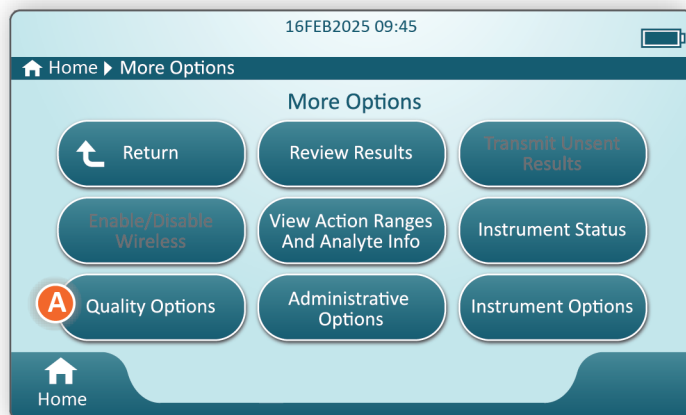 16FEB2025 09:45
Home More Options
More Options
Return
Review Results
Transmit Unsent
Results
Enable/Disable
Wireless
View Action Ranges
And Analyte Info
Instrument Status
A
Quality Options
Administrative
Options
Instrument Options
Home